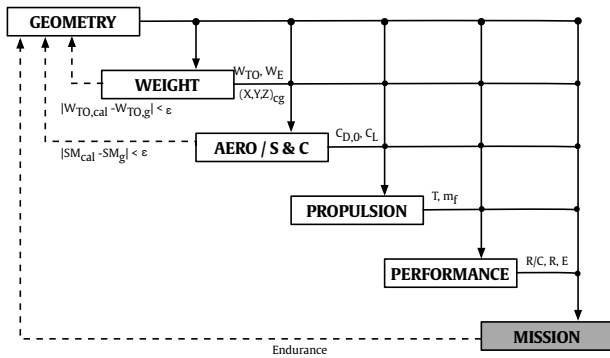 GEOMETRY
WEIGHT
W_TO, W_E
(X,Y,Z)_cg
|W_TO,cal -W_TO,g| < ε
AERO / S & C
C_D,0, C_L
|SM_cal -SM_g| < ε
PROPULSION
T, m_f
PERFORMANCE
R/C, R, E
MISSION
Endurance